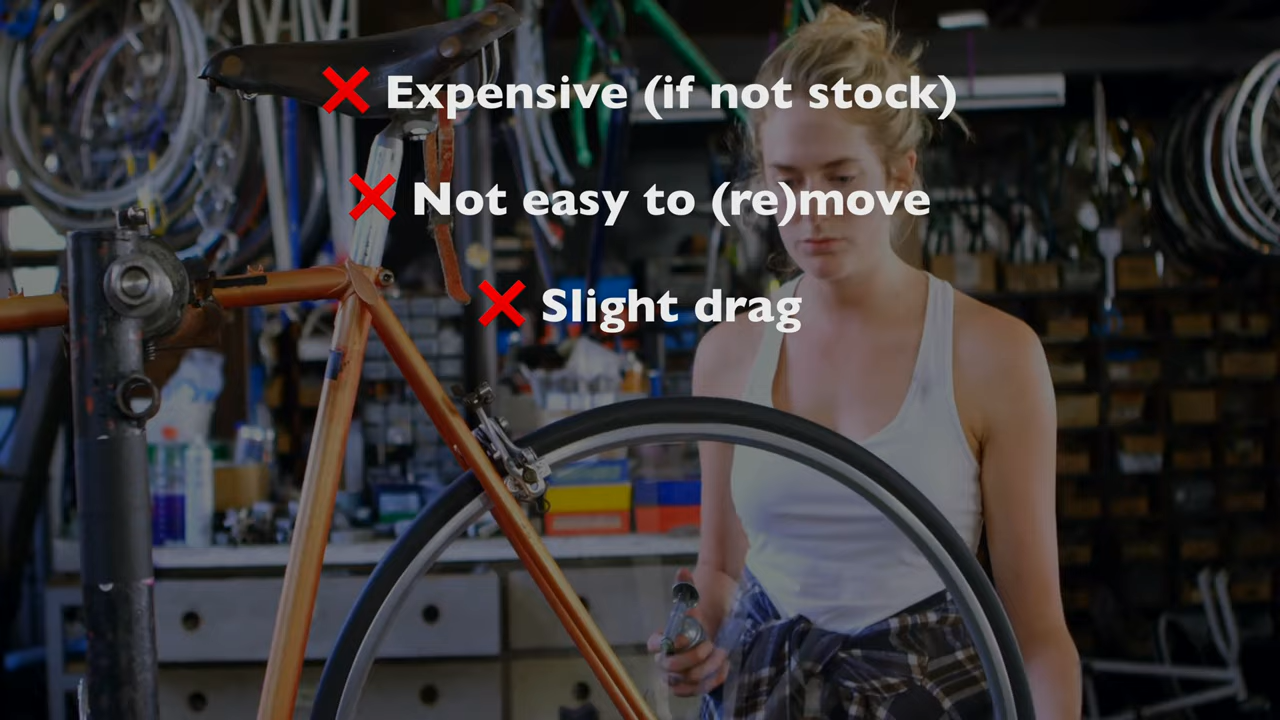 ❌ Expensive (if not stock)
❌ Not easy to (re)move
❌ Slight drag